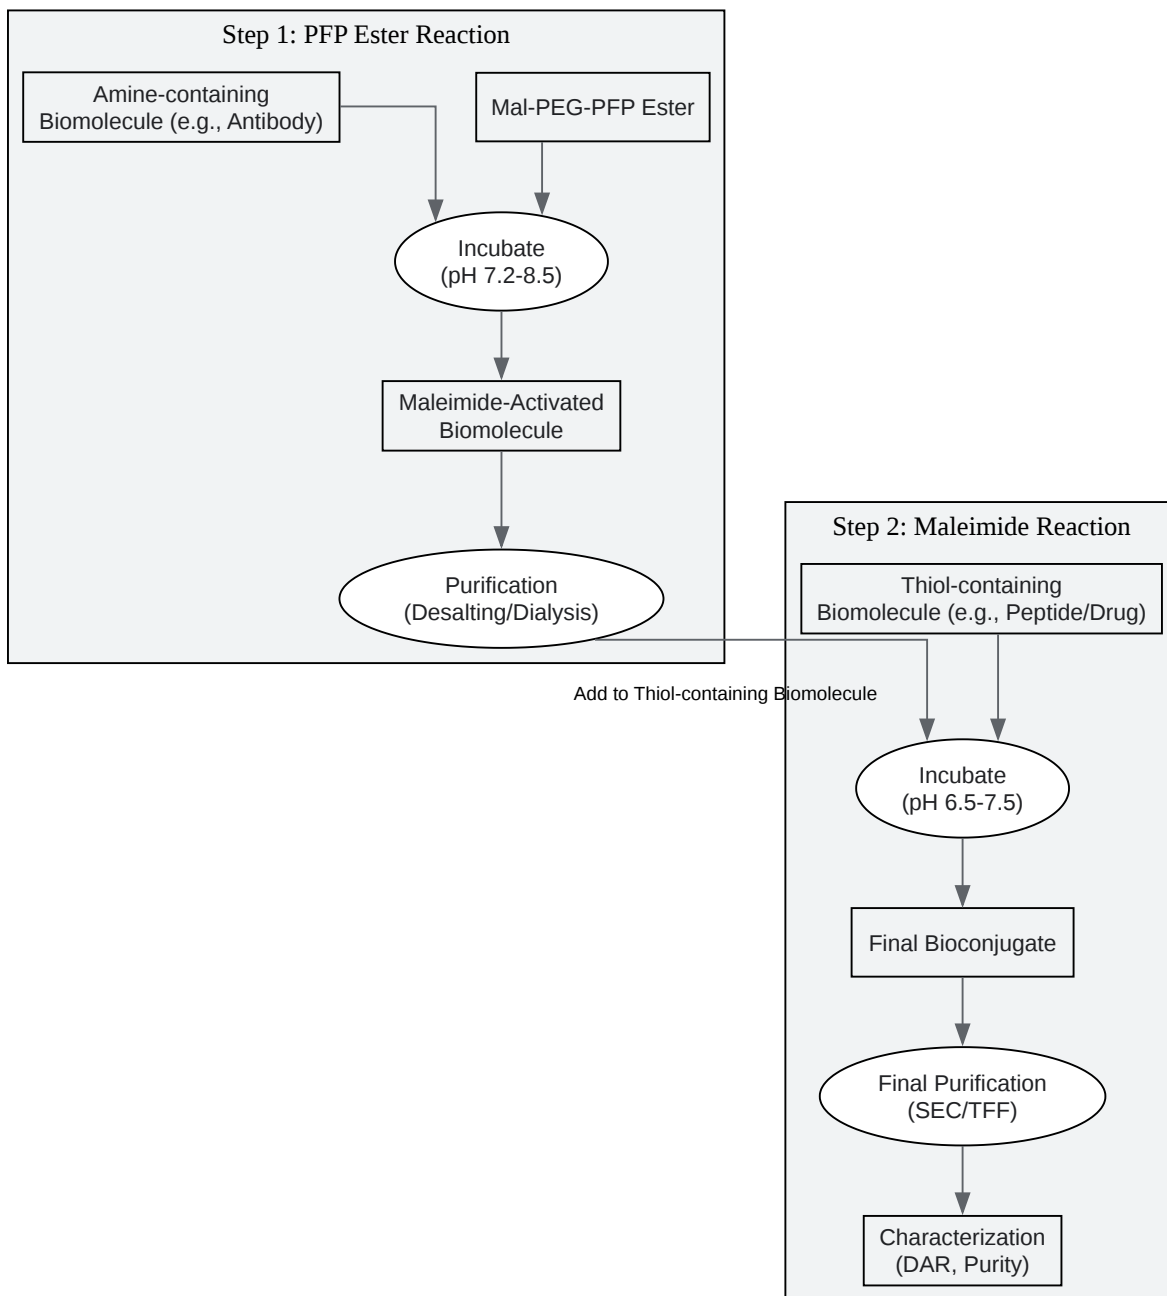 Step 1: PFP Ester Reaction
Amine-containing
Biomolecule (e.g., Antibody)
Mal-PEG-PFP Ester
Incubate
(pH 7.2-8.5)
Maleimide-Activated
Biomolecule
Purification
(Desalting/Dialysis)
Add to Thiol-containing Biomolecule
Step 2: Maleimide Reaction
Thiol-containing
Biomolecule (e.g., Peptide/Drug)
Incubate
(pH 6.5-7.5)
Final Bioconjugate
Final Purification
(SEC/TFF)
Characterization
(DAR, Purity)